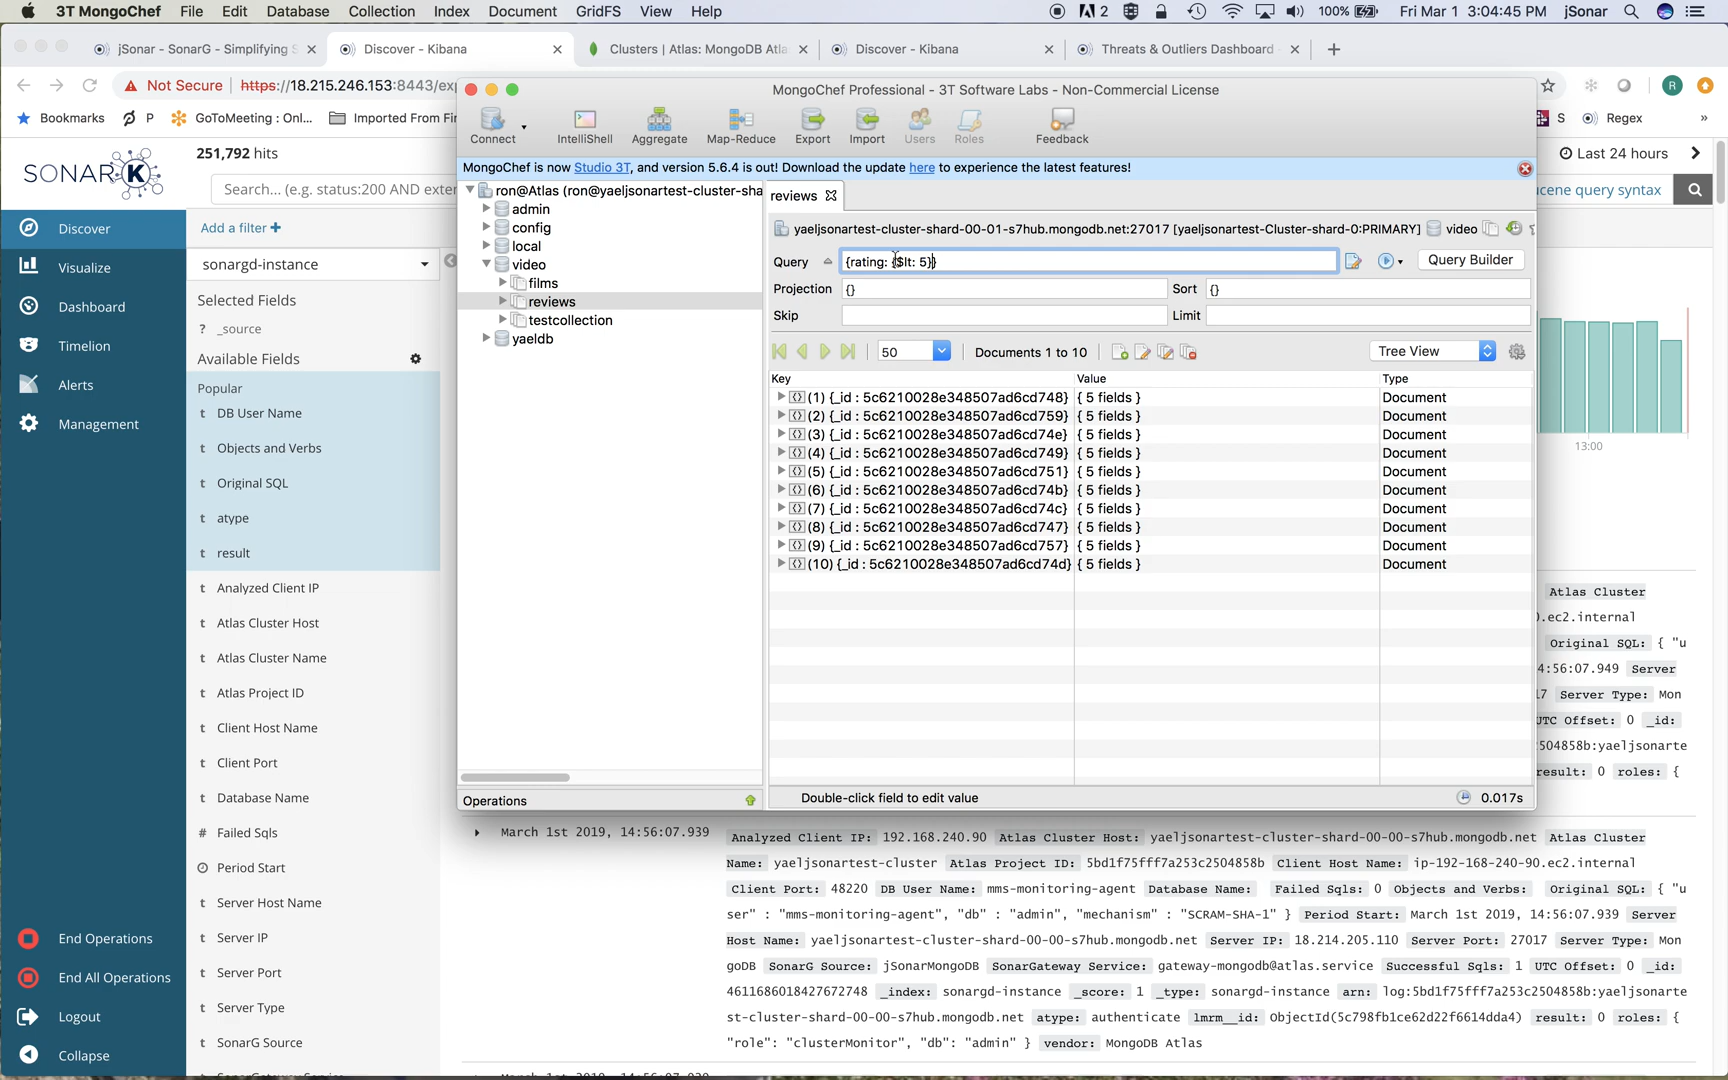 3T MongoChef File Edit Database Collection Index Document GridFS View Help 2 100% Fri Mar 1 3:04:45 PM jSonar
jSonar - SonarG - Simplifying S Discover - Kibana Clusters | Atlas: MongoDB Atla Discover - Kibana Threats & Outliers Dashboard
Not Secure https://18.215.246.153:8443/exp R
Bookmarks P GoToMeeting : Onl... Imported From Fir S Regex »
MongoChef Professional - 3T Software Labs - Non-Commercial License
Connect IntelliShell Aggregate Map-Reduce Export Import Users Roles Feedback
MongoChef is now Studio 3T, and version 5.6.4 is out! Download the update here to experience the latest features!
SONAR K
251,792 hits
Last 24 hours
Search... (e.g. status:200 AND exte
ucene query syntax
Discover
Visualize
Dashboard
Timelion
Alerts
Management
End Operations
End All Operations
Logout
Collapse
Add a filter +
sonargd-instance
Selected Fields
? _source
Available Fields
Popular
t DB User Name
t Objects and Verbs
t Original SQL
t atype
t result
t Analyzed Client IP
t Atlas Cluster Host
t Atlas Cluster Name
t Atlas Project ID
t Client Host Name
t Client Port
t Database Name
# Failed Sqls
Period Start
t Server Host Name
t Server IP
t Server Port
t Server Type
t SonarG Source
ron@Atlas (ron@yaeljsonartest-cluster-sha
admin
config
local
video
films
reviews
testcollection
yaeldb
Operations
reviews
yaeljsonartest-cluster-shard-00-01-s7hub.mongodb.net:27017 [yaeljsonartest-Cluster-shard-0:PRIMARY] video
Query {rating: {$lt: 5}} Query Builder
Projection {} Sort {}
Skip Limit
50 Documents 1 to 10 Tree View
Key Value Type
(1) {_id : 5c6210028e348507ad6cd748} { 5 fields } Document
(2) {_id : 5c6210028e348507ad6cd759} { 5 fields } Document
(3) {_id : 5c6210028e348507ad6cd74e} { 5 fields } Document
(4) {_id : 5c6210028e348507ad6cd749} { 5 fields } Document
(5) {_id : 5c6210028e348507ad6cd751} { 5 fields } Document
(6) {_id : 5c6210028e348507ad6cd74b} { 5 fields } Document
(7) {_id : 5c6210028e348507ad6cd74c} { 5 fields } Document
(8) {_id : 5c6210028e348507ad6cd747} { 5 fields } Document
(9) {_id : 5c6210028e348507ad6cd757} { 5 fields } Document
(10) {_id : 5c6210028e348507ad6cd74d} { 5 fields } Document
Double-click field to edit value 0.017s
13:00
Atlas Cluster
0.ec2.internal
Original SQL: { "u
4:56:07.949 Server
17 Server Type: Mon
UTC Offset: 0 _id:
504858b:yaeljsonarte
result: 0 roles: {
March 1st 2019, 14:56:07.939 Analyzed Client IP: 192.168.240.90 Atlas Cluster Host: yaeljsonartest-cluster-shard-00-00-s7hub.mongodb.net Atlas Cluster
Name: yaeljsonartest-cluster Atlas Project ID: 5bd1f75fff7a253c2504858b Client Host Name: ip-192-168-240-90.ec2.internal
Client Port: 48220 DB User Name: mms-monitoring-agent Database Name: Failed Sqls: 0 Objects and Verbs: Original SQL: { "u
ser" : "mms-monitoring-agent", "db" : "admin", "mechanism" : "SCRAM-SHA-1" } Period Start: March 1st 2019, 14:56:07.939 Server
Host Name: yaeljsonartest-cluster-shard-00-00-s7hub.mongodb.net Server IP: 18.214.205.110 Server Port: 27017 Server Type: Mon
goDB SonarG Source: jSonarMongoDB SonarGateway Service: gateway-mongodb@atlas.service Successful Sqls: 1 UTC Offset: 0 _id:
4611686018427672748 _index: sonargd-instance _score: 1 _type: sonargd-instance arn: log:5bd1f75fff7a253c2504858b:yaeljsonarte
st-cluster-shard-00-00-s7hub.mongodb.net atype: authenticate lmrm__id: ObjectId(5c798fb1ce62d22f6614dda4) result: 0 roles: {
"role": "clusterMonitor", "db": "admin" } vendor: MongoDB Atlas